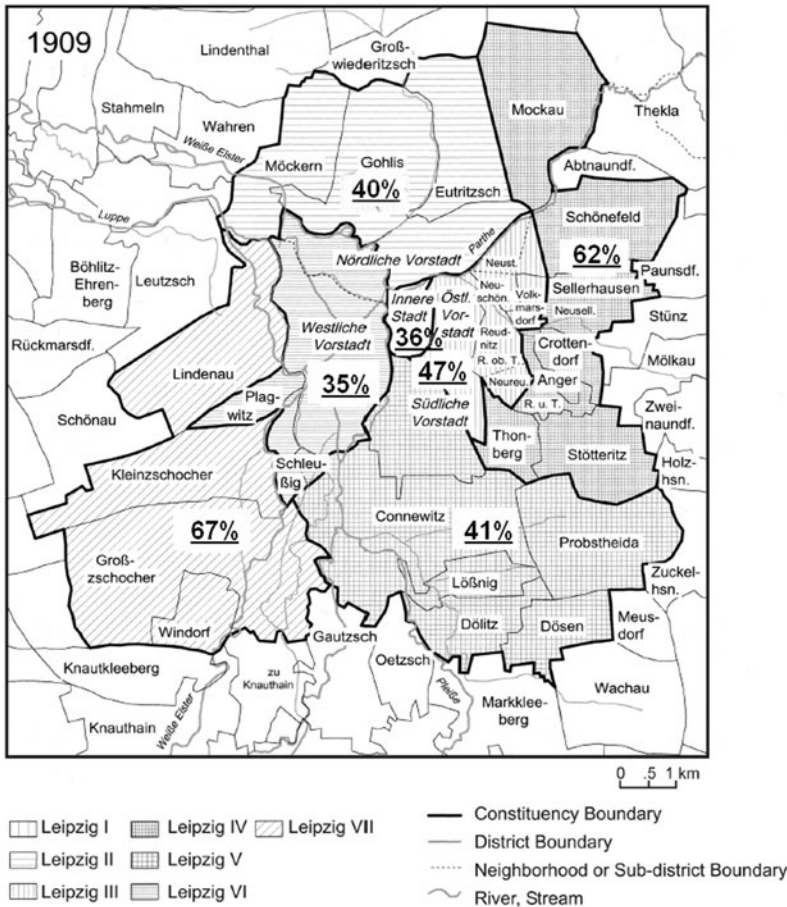 1909
Lindenthal
Groß-
wiederitzsch
Stahmeln
Wahren
Mockau
Thekla
Weiße Elster
Möckern
Gohlis
40%
Eutritzsch
Abtnaundf.
Schönefeld
62%
Luppe
Parthe
Nördliche Vorstadt
Neust.
Paunsdf.
Böhlitz-
Ehren-
berg
Leutzsch
Innere
Stadt
36%
Östl.
Vor-
stadt
Neu-
schön.
Volk-
marsd-
dorf
Sellerhausen
Neusell.
Stünz
Westliche
Vorstadt
35%
Reud-
nitz
R. ob. T.
Crotten-
dorf
Mölkau
Rückmarsdf.
Lindenau
47%
Neureu.
Anger
R. u. T.
Schönau
Plag-
witz
Südliche
Vorstadt
Zwei-
naundf.
Thon-
berg
Stötteritz
Holz-
hsn.
Kleinzschocher
Schleu-
ßig
67%
Connewitz
41%
Probstheida
Groß-
zschocher
Lößnig
Zuckel-
hsn.
Windorf
Dölitz
Dösen
Meus-
dorf
Gautzsch
Oetzsch
Knautkleeberg
zu
Knauthain
Pleiße
Wachau
Knauthain
Weiße Elster
Markklee-
berg
0 .5 1 km
Leipzig I
Leipzig IV
Leipzig VII
Leipzig II
Leipzig V
Leipzig III
Leipzig VI
Constituency Boundary
District Boundary
Neighborhood or Sub-district Boundary
River, Stream